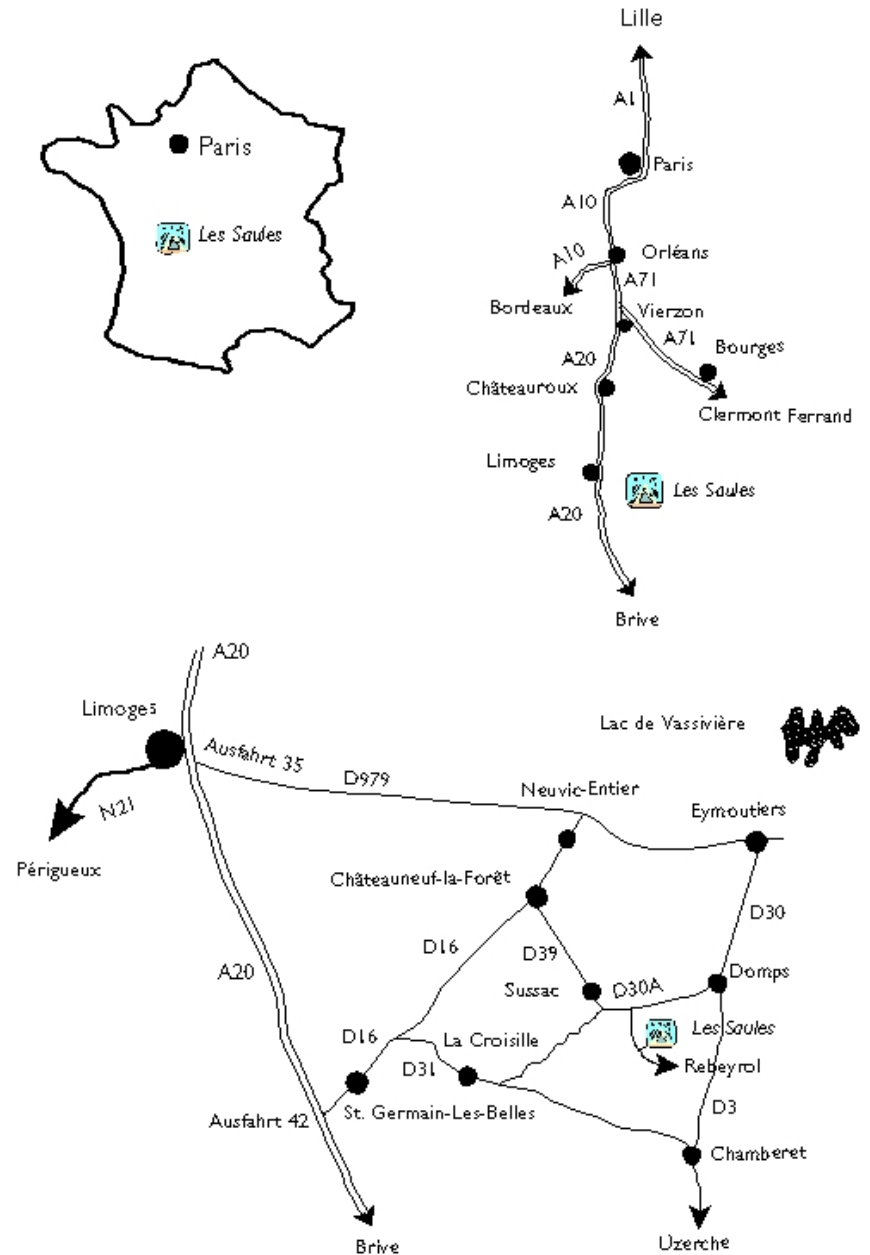 Paris
Les Saules
Lille
A1
Paris
A10
A10
Orléans
A71
Bordeaux
Vierzon
A71
Bourges
A20
Châteauroux
Clermont Ferrand
Limoges
Les Saules
A20
Brive
A20
Limoges
Lac de Vassivière
Ausfahrt 35
D979
Neuvic-Entier
N21
Eymoutiers
Périgueux
Châteauneuf-la-Forêt
D30
D16
D39
A20
Domps
Sussac
D30A
Les Saules
D16
La Croisille
D31
Rebeyrol
St. Germain-Les-Belles
D3
Ausfahrt 42
Chamberet
Brive
Uzerche